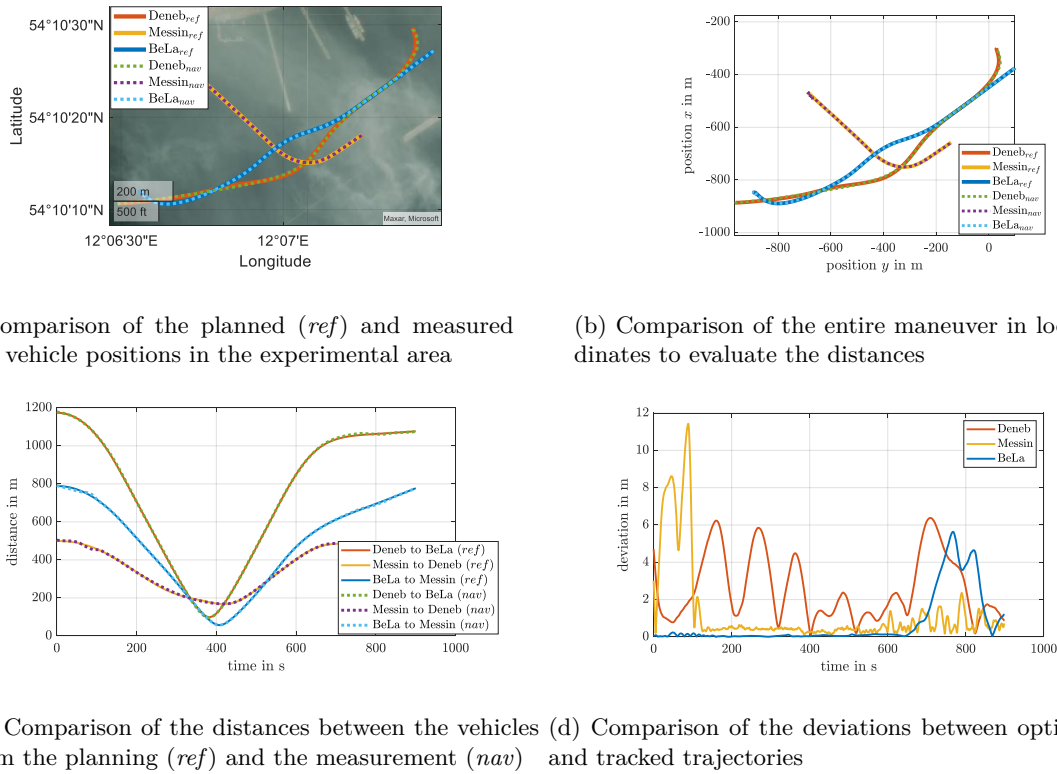 54°10'30"N
54°10'20"N
54°10'10"N
Latitude
Deneb_ref
Messin_ref
BeLa_ref
Deneb_nav
Messin_nav
BeLa_nav
200 m
500 ft
Maxar, Microsoft
12°06'30"E
12°07'E
Longitude
-200
-400
-600
-800
-1000
position x in m
Deneb_ref
Messin_ref
BeLa_ref
Deneb_nav
Messin_nav
BeLa_nav
-800 -600 -400 -200 0
position y in m
omparison of the planned (ref) and measured
vehicle positions in the experimental area
(b) Comparison of the entire maneuver in loc
dinates to evaluate the distances
1200
1000
800
600
400
200
0
distance in m
Deneb to BeLa (ref)
Messin to Deneb (ref)
BeLa to Messin (ref)
Deneb to BeLa (nav)
Messin to Deneb (nav)
BeLa to Messin (nav)
0 200 400 600 800 1000
time in s
12
10
8
6
4
2
0
deviation in m
Deneb
Messin
BeLa
0 200 400 600 800 1000
time in s
Comparison of the distances between the vehicles
m the planning (ref) and the measurement (nav)
(d) Comparison of the deviations between opti
and tracked trajectories